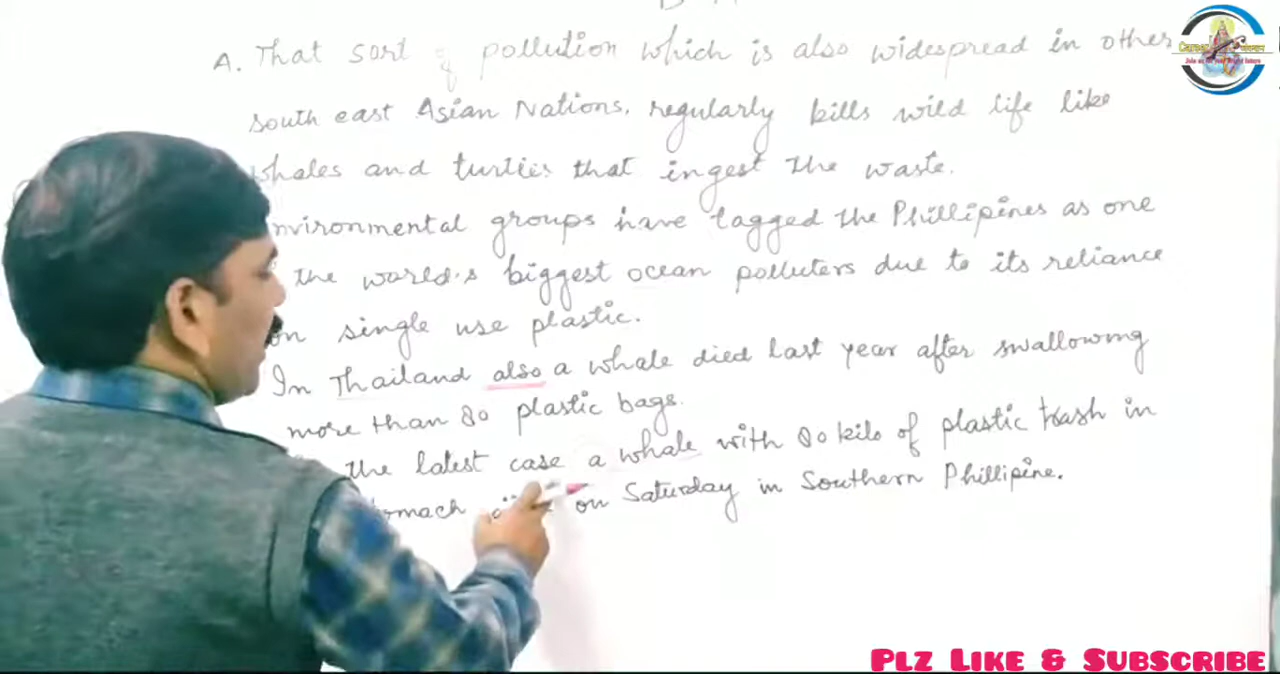 A. That sort of pollution which is also widespread in other
south east Asian Nations, regularly kills wild life like
whales and turtles that ingest the waste.
nvironmental groups have tagged the Phillipines as one
the world's biggest ocean polluters due to its reliance
on single use plastic.
In Thailand also a whale died last year after swallowing
more than 80 plastic bags.
the latest case a whale with 80 kilo of plastic trash in
tomach on Saturday in Southern Phillipine.
PLZ LIKE & SUBSCRIBE